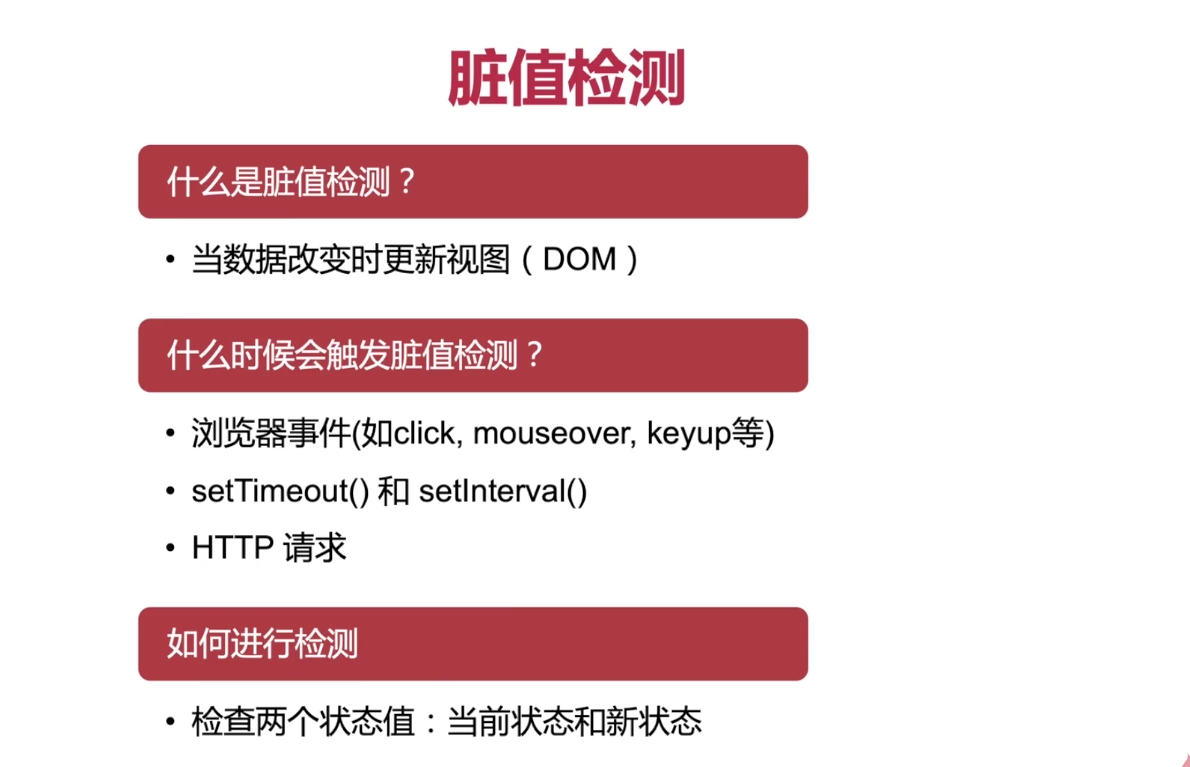 脏值检测
什么是脏值检测？
• 当数据改变时更新视图（DOM）
什么时候会触发脏值检测？
• 浏览器事件(如click, mouseover, keyup等)
• setTimeout() 和 setInterval()
• HTTP 请求
如何进行检测
• 检查两个状态值：当前状态和新状态